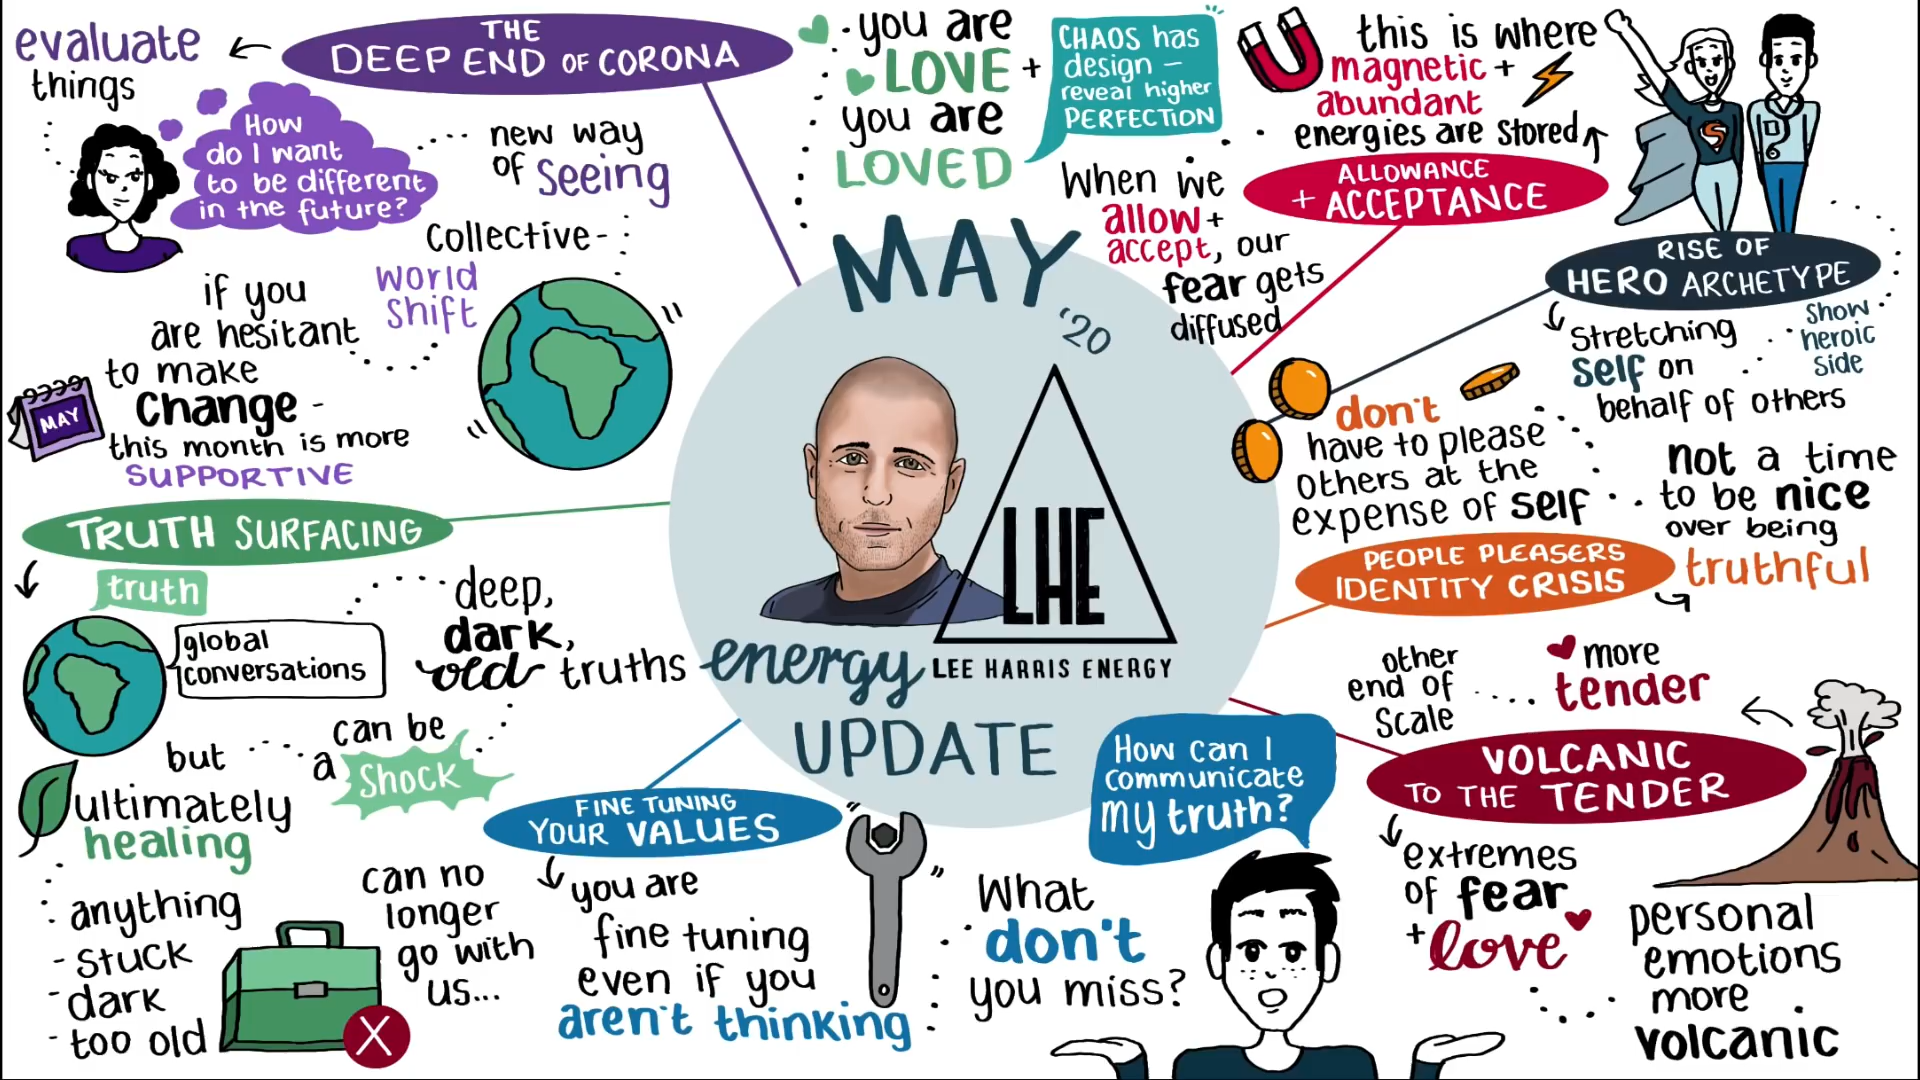 MAY
'20
LHE
LEE HARRIS ENERGY
energy
UPDATE
THE
DEEP END OF CORONA
evaluate
things
How
do I want
to be different
in the future?
new way
of seeing
Collective-
world
shift
if you
are hesitant
to make
change -
this month is more
SUPPORTIVE
MAY
TRUTH SURFACING
truth
global
conversations
deep,
dark,
old truths
can be
a shock
but
ultimately
healing
anything
- stuck
- dark
- too old
can no
longer
go with
us...
X
FINE TUNING
YOUR VALUES
you are
fine tuning
even if you
aren't thinking
What
don't
you miss?
How can I
communicate
my truth?
you are
LOVE +
you are
LOVED
CHAOS has
design -
reveal higher
PERFECTION
ALLOWANCE
+ ACCEPTANCE
this is where
magnetic +
abundant
energies are stored
When we
allow +
accept, our
fear gets
diffused
RISE OF
HERO ARCHETYPE
S
Stretching
self on
behalf of others
show
heroic
side
PEOPLE PLEASERS
IDENTITY CRISIS
don't
have to please
others at the
expense of self
not a time
to be nice
over being
truthful
VOLCANIC
TO THE TENDER
more
tender
other
end of
scale
extremes
of fear
+ love
personal
emotions
more
volcanic